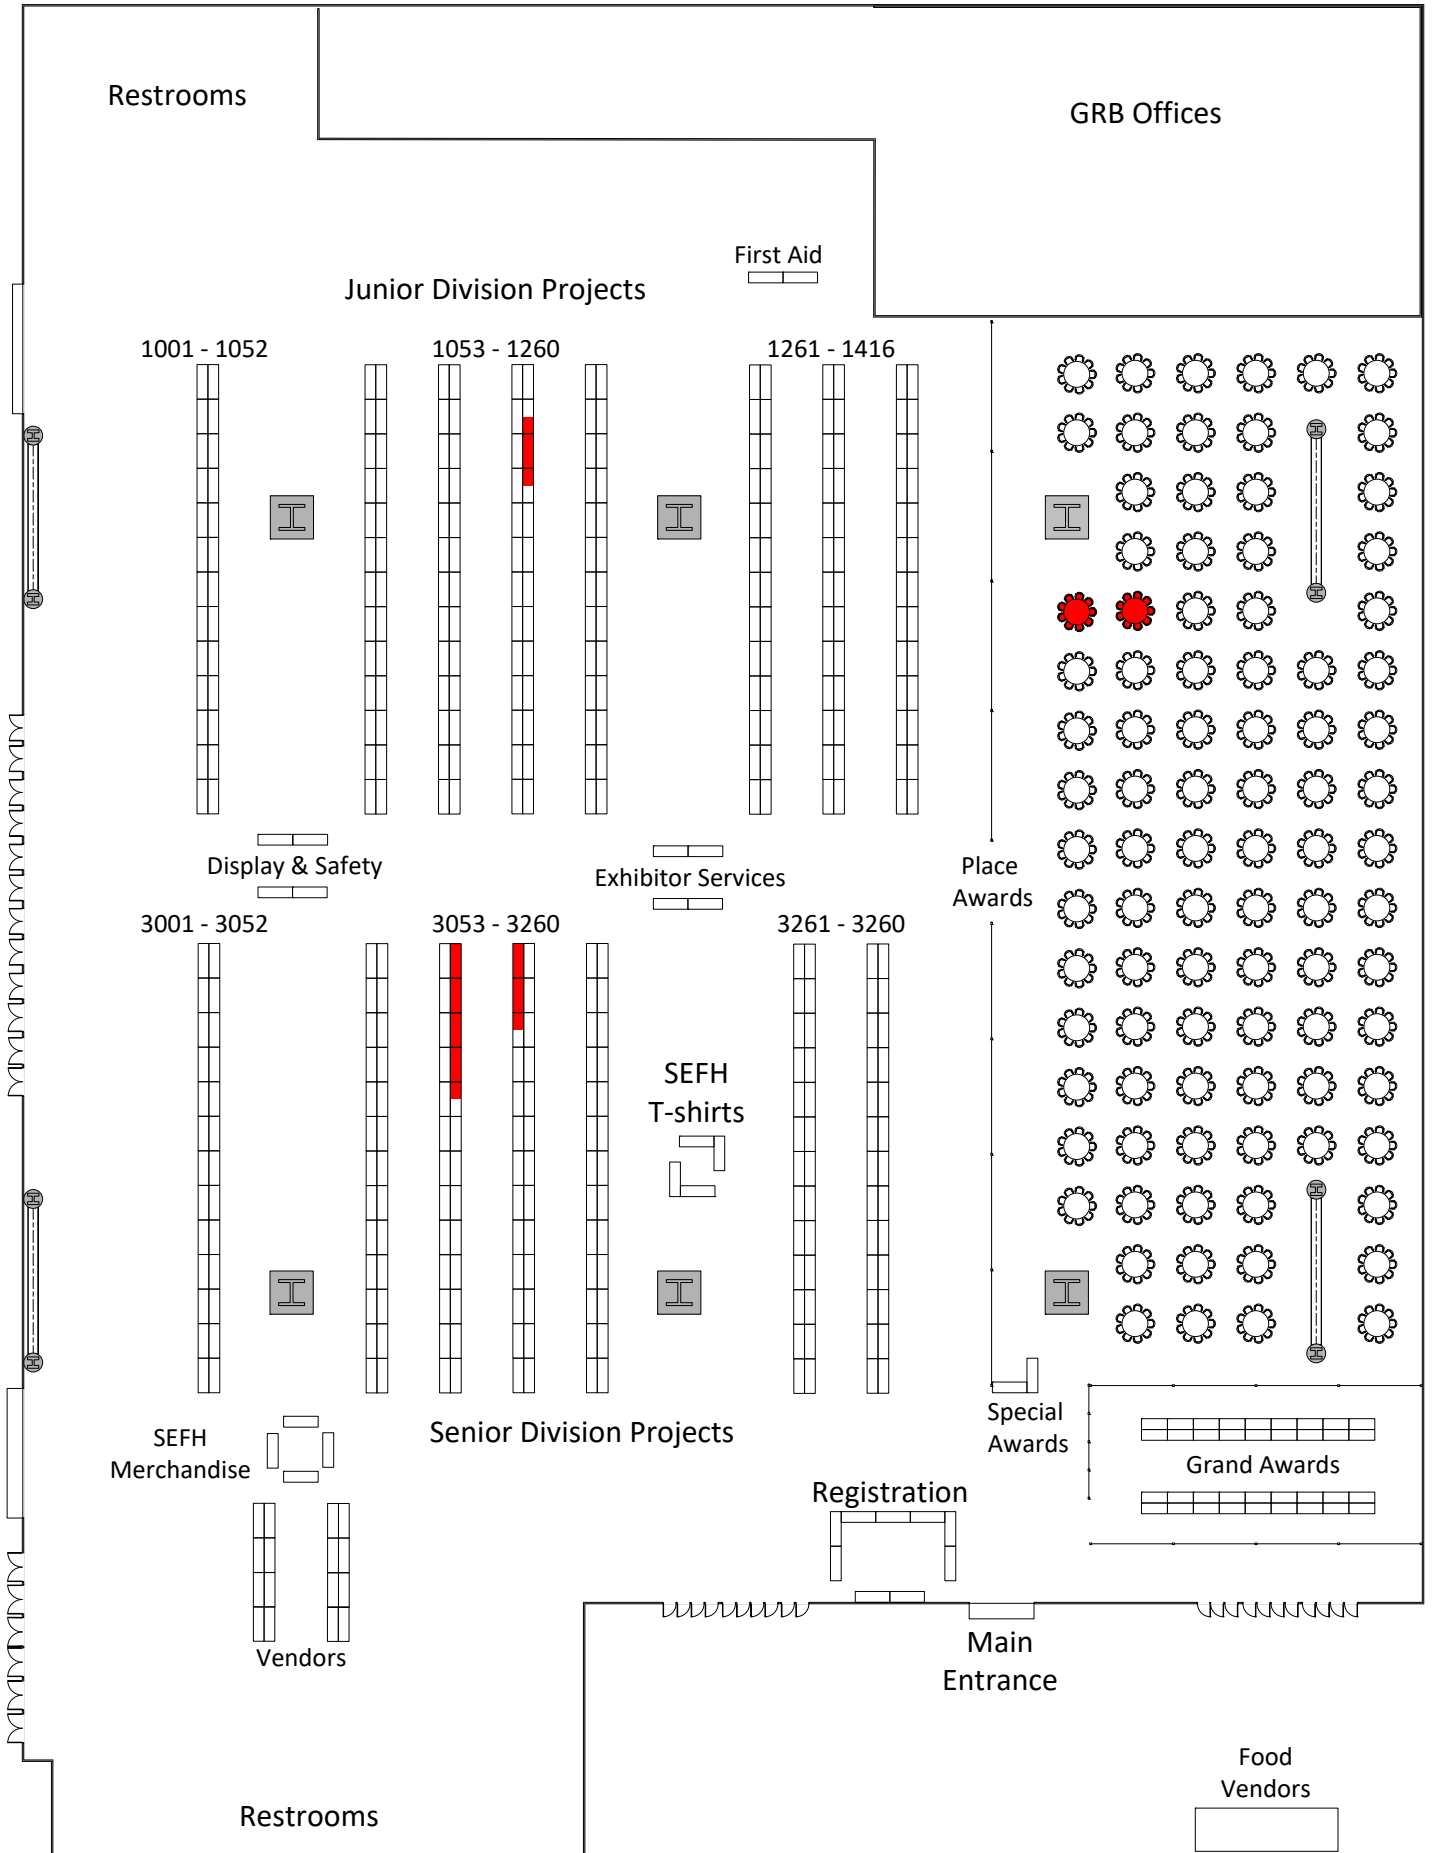 Restrooms
GRB Offices
First Aid
Junior Division Projects
1001 - 1052
1053 - 1260
1261 - 1416
Display & Safety
Exhibitor Services
Place
Awards
3001 - 3052
3053 - 3260
3261 - 3260
SEFH
T-shirts
Special
Awards
Senior Division Projects
SEFH
Merchandise
Grand Awards
Registration
Vendors
Main
Entrance
Food
Vendors
Restrooms